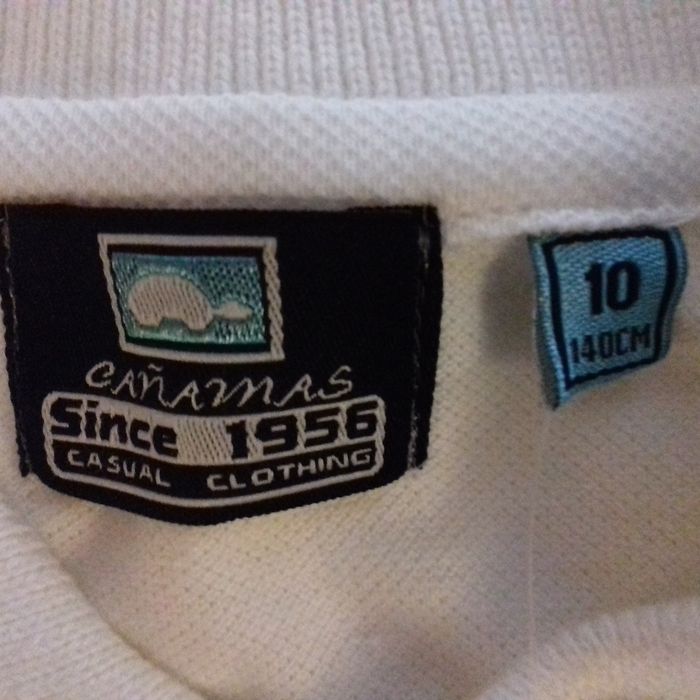 CAÑAMAS
Since 1956
CASUAL CLOTHING
10
140CM